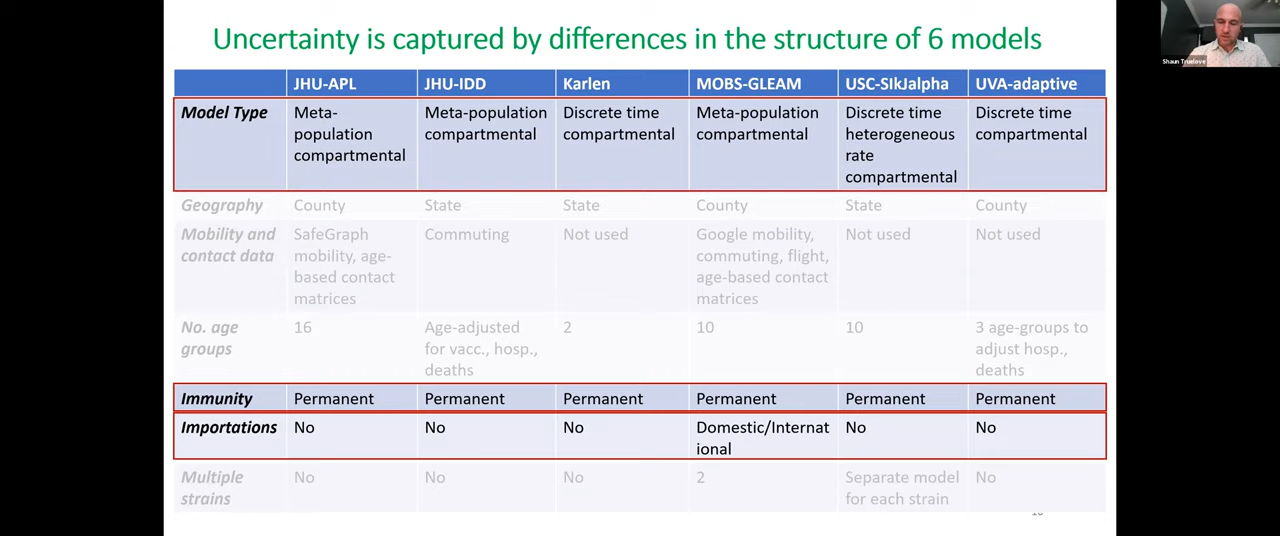 Uncertainty is captured by differences in the structure of 6 models
Shaun Truelove
JHU-APL JHU-IDD Karlen MOBS-GLEAM USC-SIkJalpha UVA-adaptive
Model Type Meta- Meta-population Discrete time Meta-population Discrete time Discrete time
population compartmental compartmental compartmental heterogeneous compartmental
compartmental rate
compartmental
Geography County State State County State County
Mobility and SafeGraph Commuting Not used Google mobility, Not used Not used
contact data mobility, age- commuting, flight,
based contact age-based contact
matrices matrices
No. age 16 Age-adjusted 2 10 10 3 age-groups to
groups for vacc., hosp., adjust hosp.,
deaths deaths
Immunity Permanent Permanent Permanent Permanent Permanent Permanent
Importations No No No Domestic/Internat No No
ional
Multiple No No No 2 Separate model No
strains for each strain